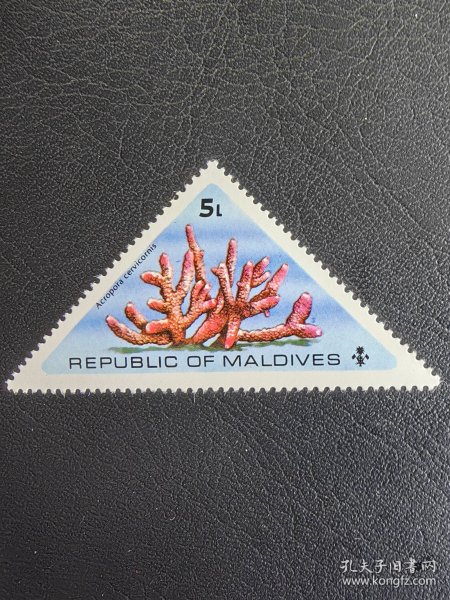 5L
Acropora cervicornis
REPUBLIC OF MALDIVES
孔夫子旧书网
www.kongfz.com